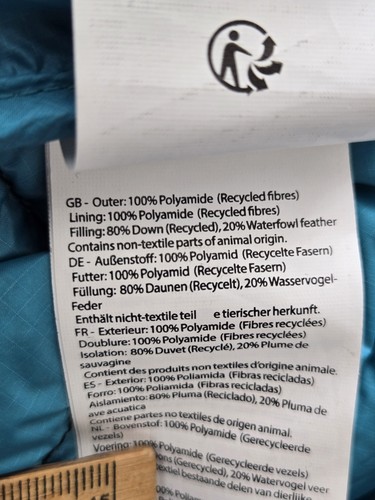 GB - Outer: 100% Polyamide (Recycled fibres)
Lining: 100% Polyamide (Recycled fibres)
Filling: 80% Down (Recycled), 20% Waterfowl feather
Contains non-textile parts of animal origin.
DE - Außenstoff: 100% Polyamid (Recycelte Fasern)
Futter: 100% Polyamid (Recycelte Fasern)
Füllung: 80% Daunen (Recycelt), 20% Wasservogel-
Feder
Enthält nicht-textile teil e tierischer herkunft.
FR - Exterieur: 100% Polyamide (Fibres recyclées)
Doublure: 100% Polyamide (Fibres recyclées)
Isolation: 80% Duvet (Recyclé), 20% Plume de
sauvagine
Contient des produits non textiles d'origine animale.
ES - Exterior: 100% Poliamida (Fibras recicladas)
Forro: 100% Poliamida (Fibras recicladas)
Aislamiento: 80% Pluma (Reciclado), 20% Pluma de
ave acuatica
Contiene partes no textiles de origen animal.
NL - Bovenstof: 100% Polyamide (Gerecycleerde
vezels)
Voering: 100% Polyamide (Gerecycleerde vezels)
(Gerecycled), 20% Watervogel veer
textiel bestande delen van dierlijke